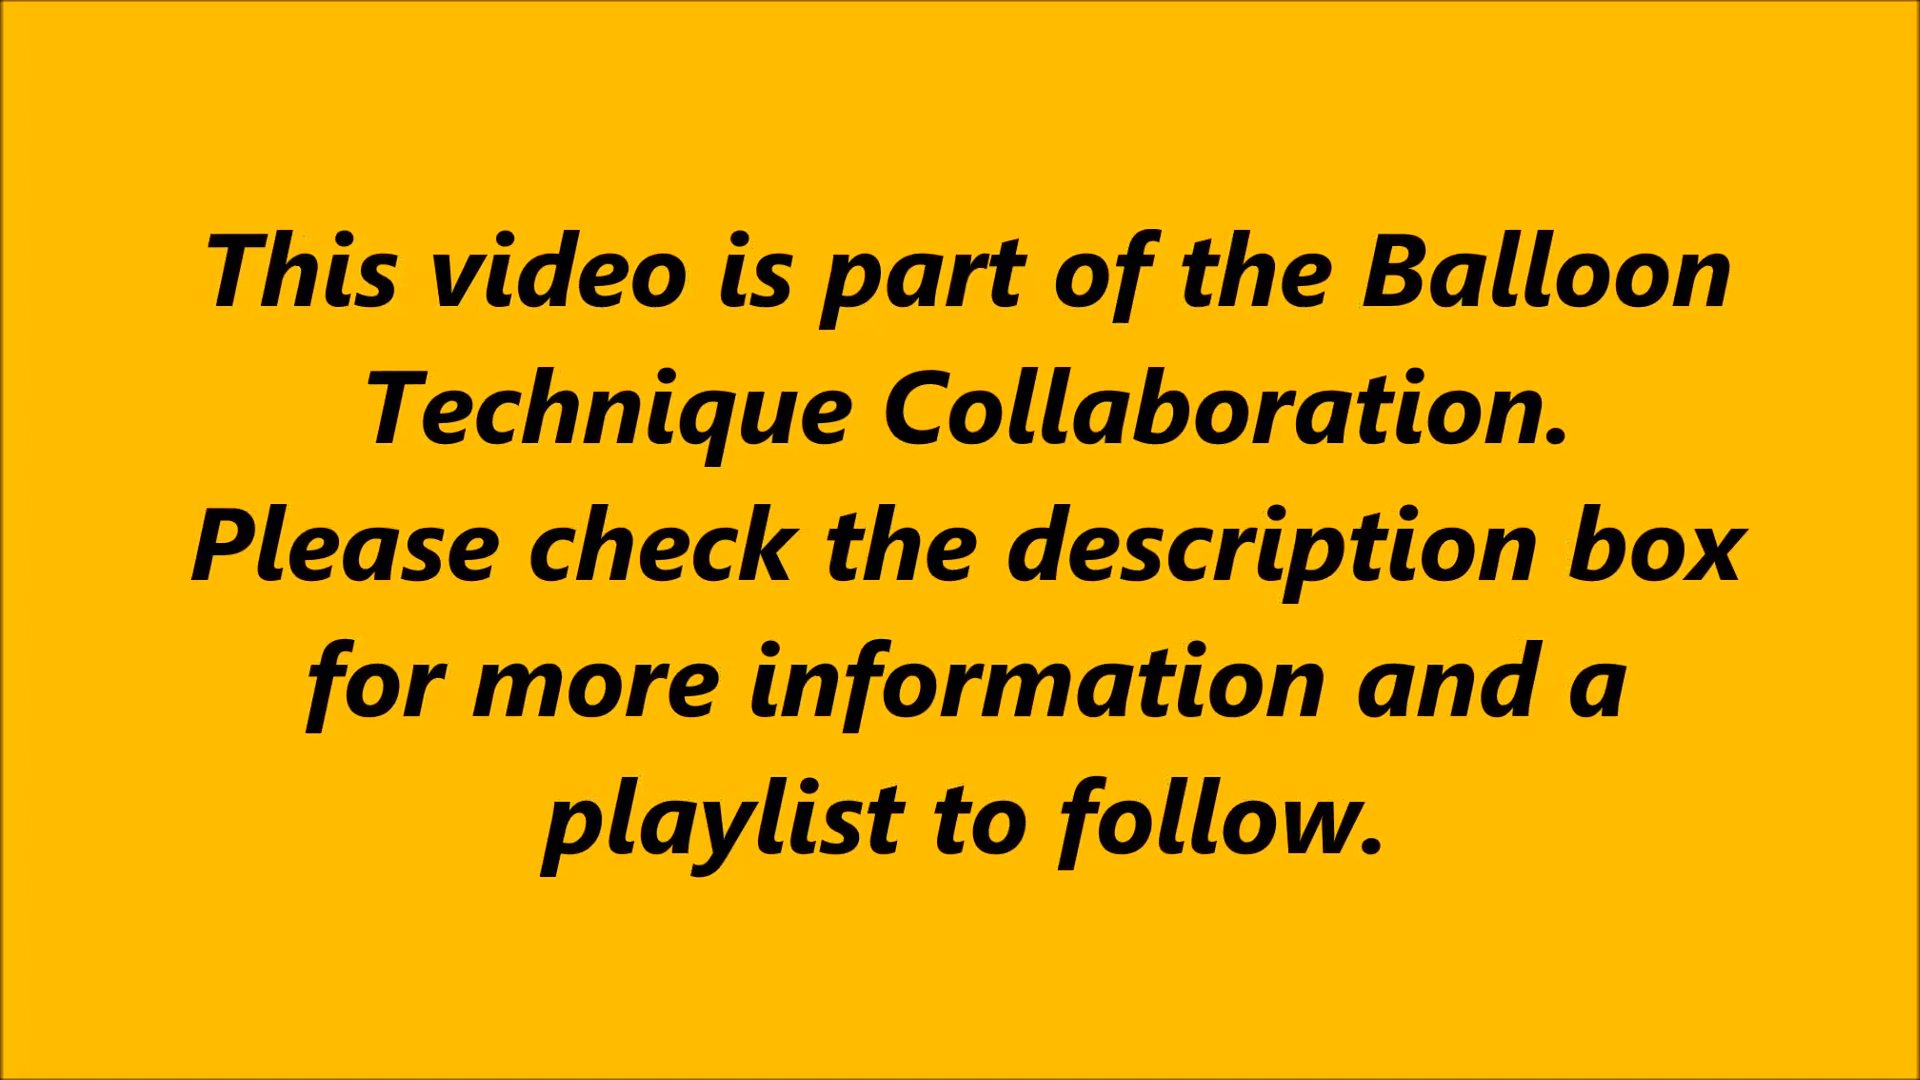 This video is part of the Balloon
Technique Collaboration.
Please check the description box
for more information and a
playlist to follow.